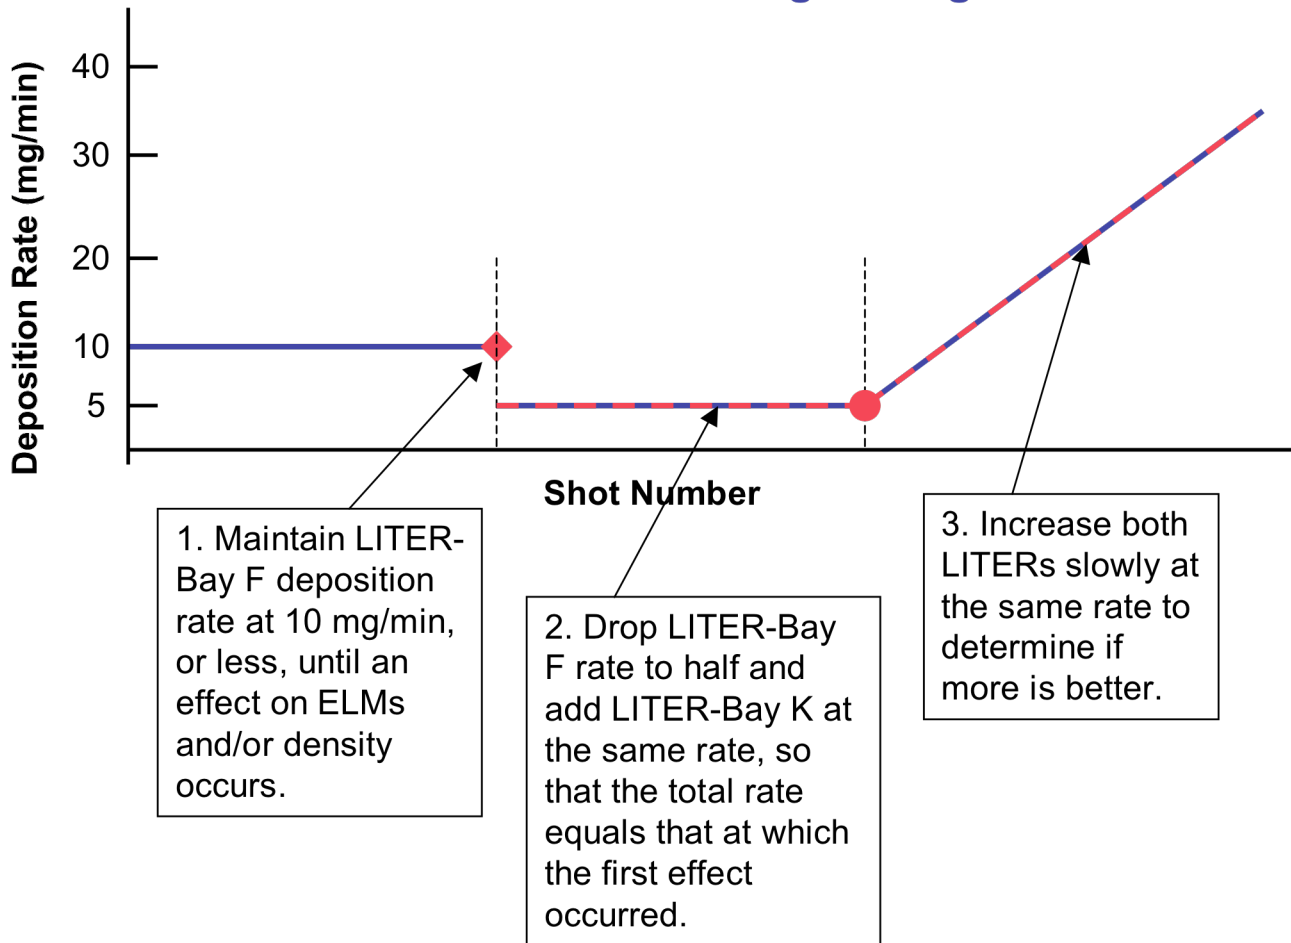 40
30
20
10
5
Deposition Rate (mg/min)
Shot Number
1. Maintain LITER-
Bay F deposition
rate at 10 mg/min,
or less, until an
effect on ELMs
and/or density
occurs.
2. Drop LITER-Bay
F rate to half and
add LITER-Bay K at
the same rate, so
that the total rate
equals that at which
the first effect
occurred.
3. Increase both
LITERs slowly at
the same rate to
determine if
more is better.